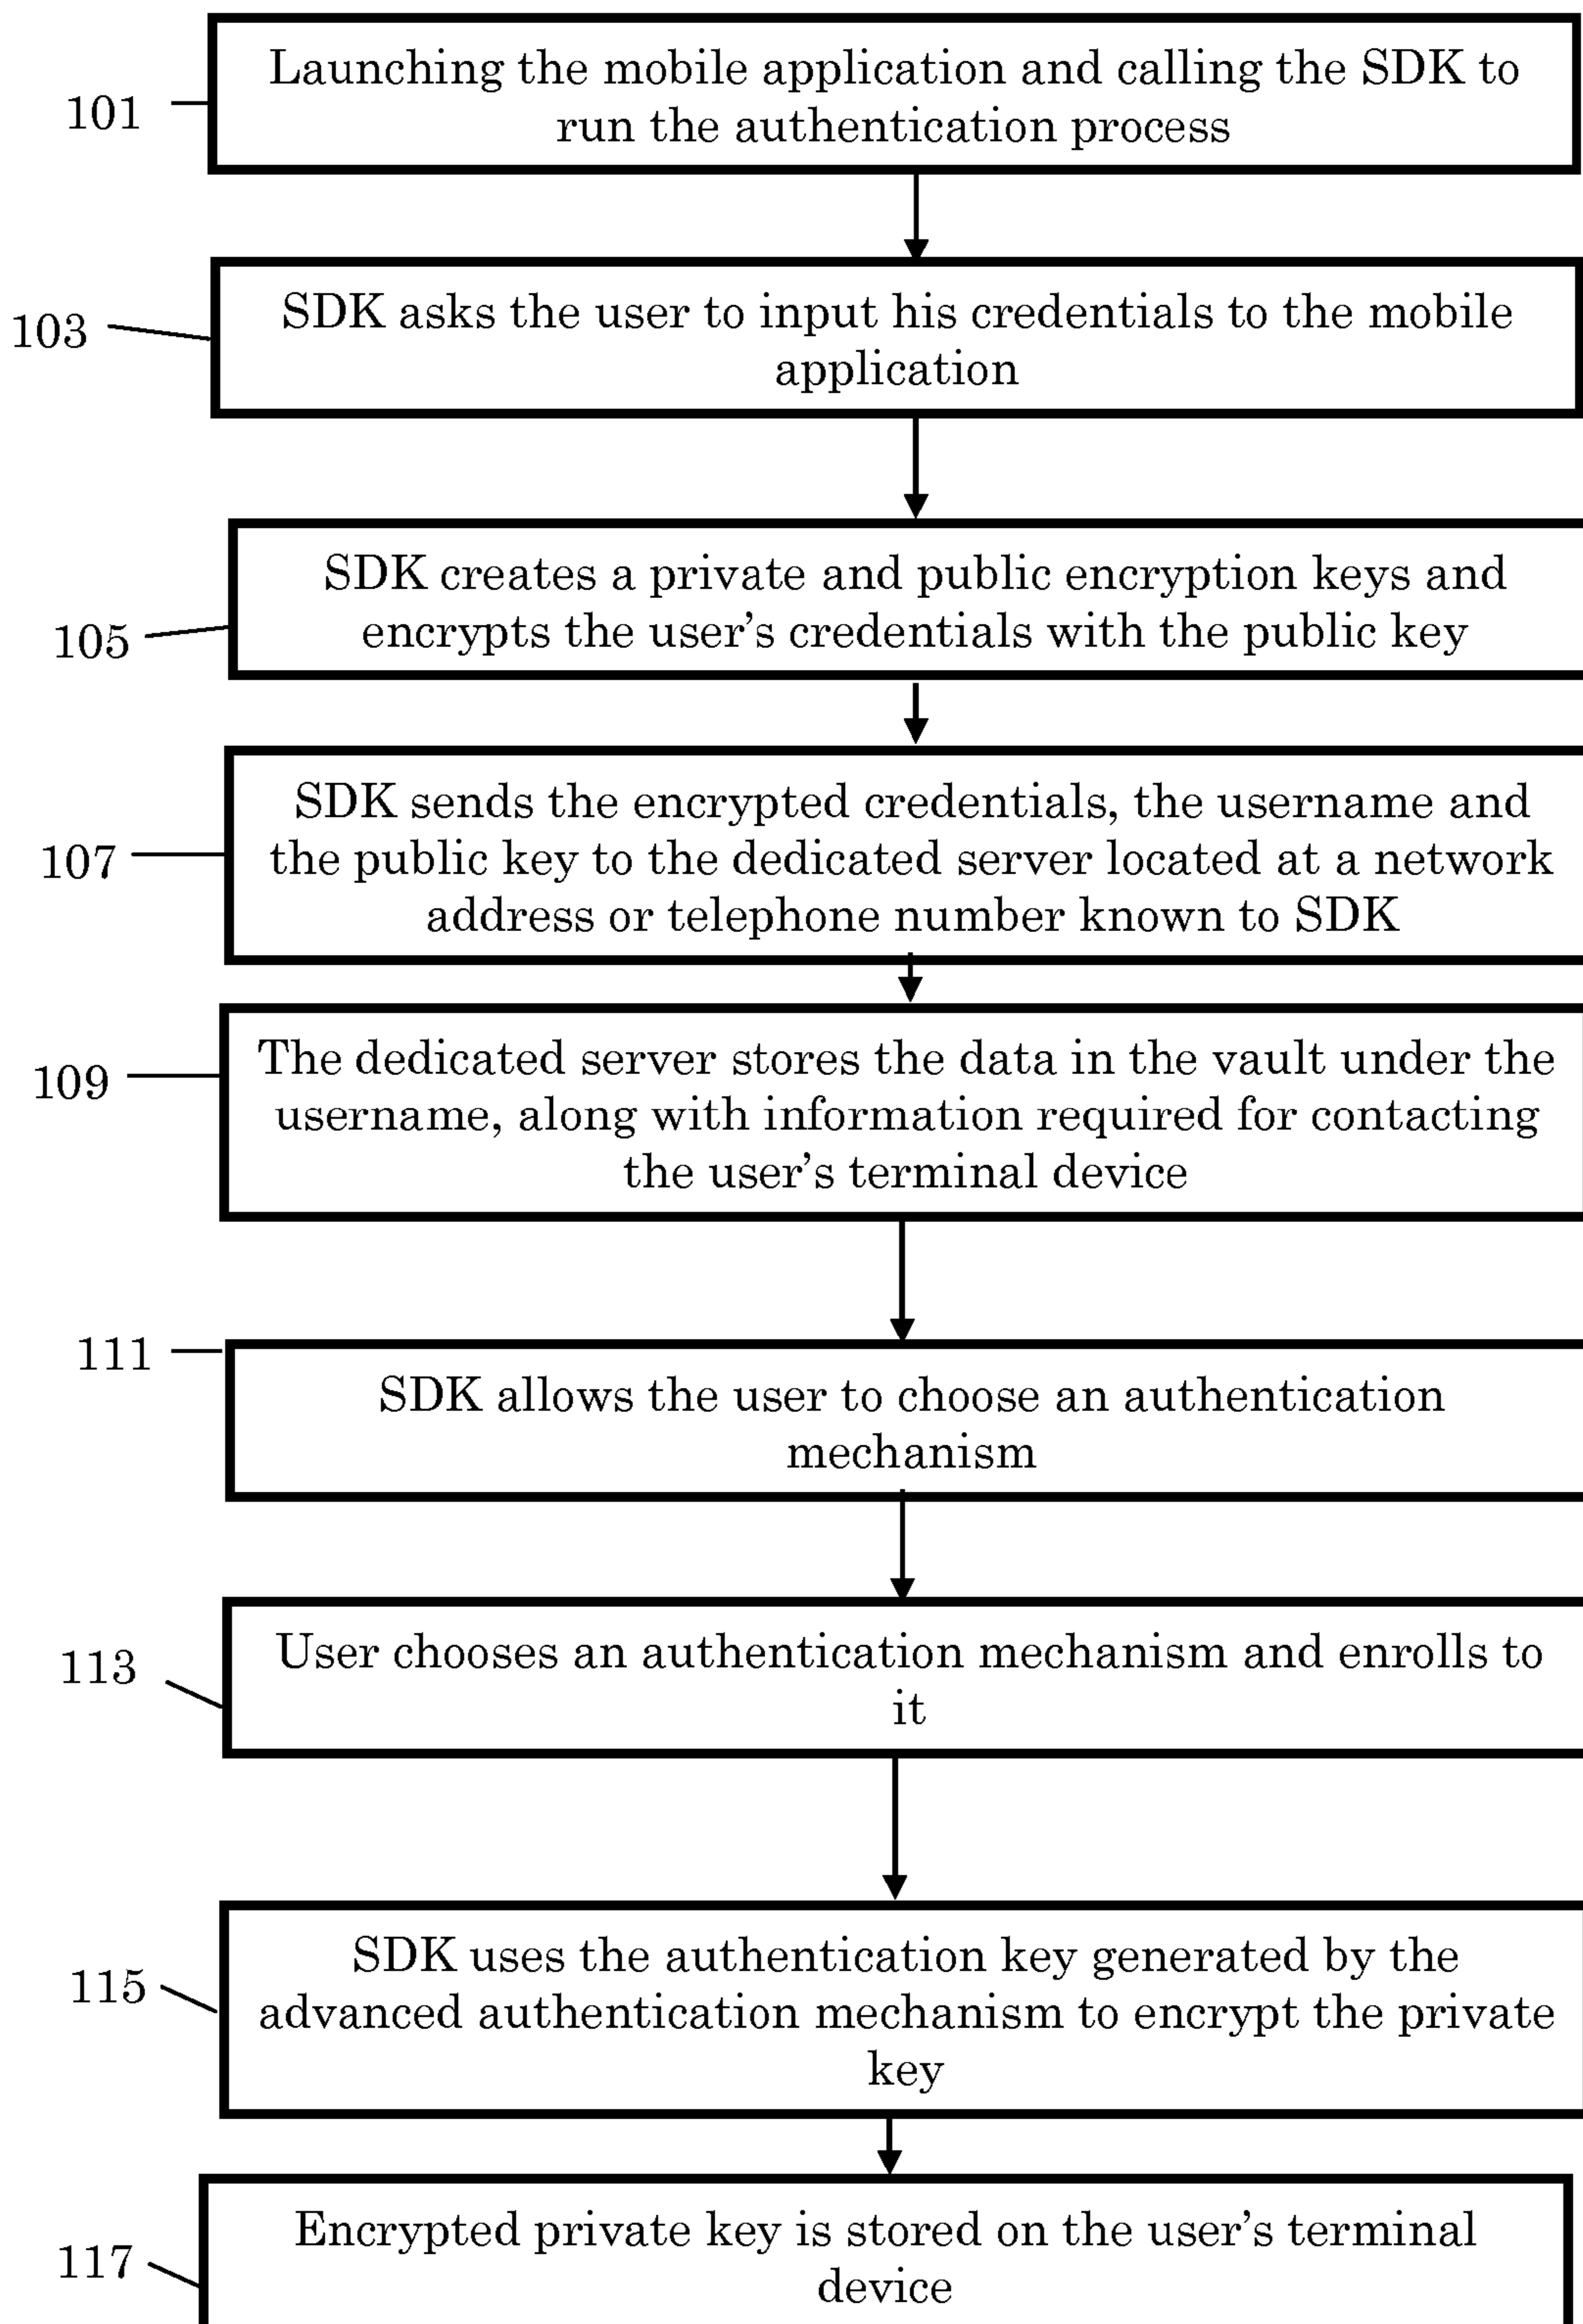 Launching the mobile application and calling the SDK to
101
run the authentication process
SDK asks the user to input his credentials to the mobile
103
application
SDK creates a private and public encryption keys and
105
encrypts the user’s credentials with the public key
SDK sends the encrypted credentials, the username and
107
the public key to the dedicated server located at a network
address or telephone number known to SDK
The dedicated server stores the data in the vault under the
109
username, along with information required for contacting
the user’s terminal device
111
SDK allows the user to choose an authentication
mechanism
User chooses an authentication mechanism and enrolls to
113
it
SDK uses the authentication key generated by the
115
advanced authentication mechanism to encrypt the private
key
Encrypted private key is stored on the user’s terminal
117
device